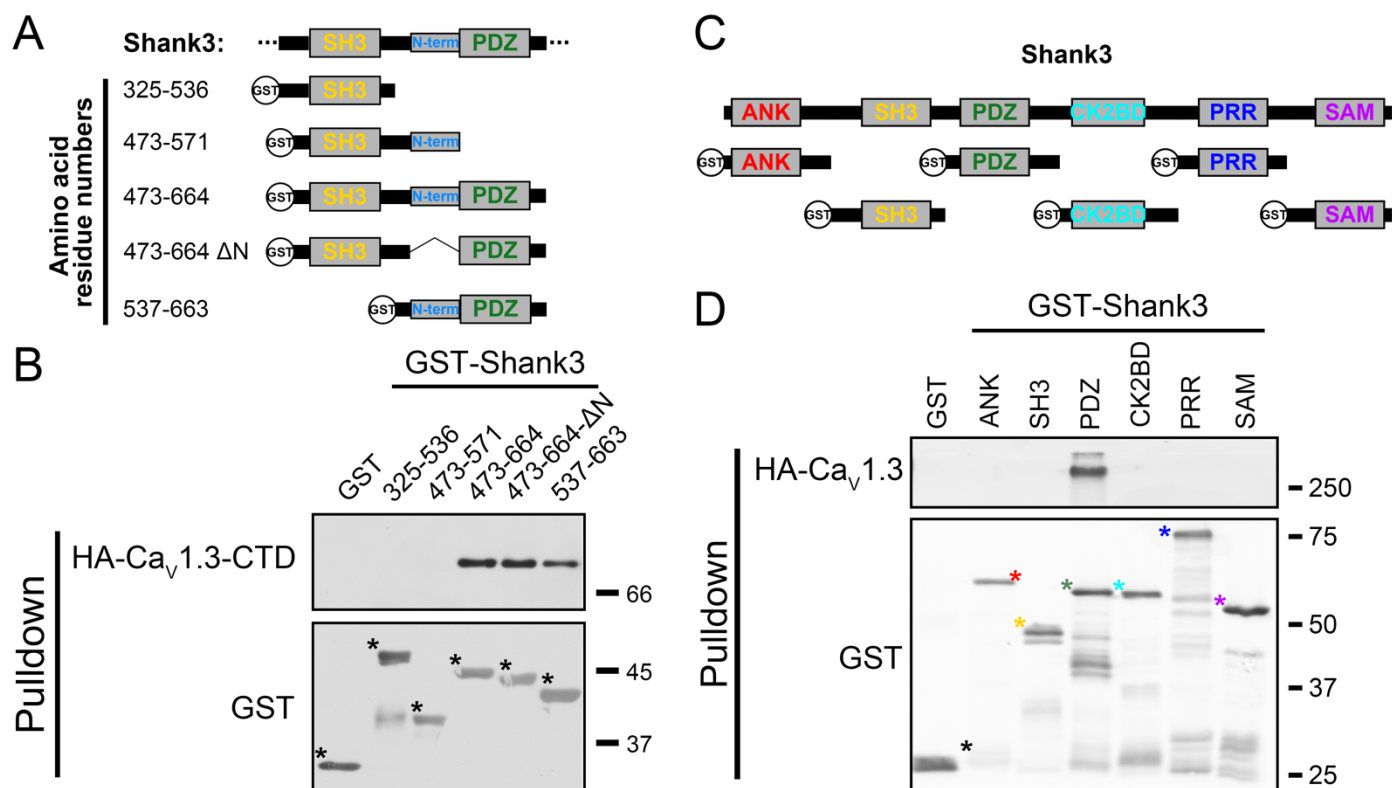 A
Shank3:
... SH3 N-term PDZ ...
Amino acid
residue numbers
325-536
GST SH3
473-571
GST SH3 N-term
473-664
GST SH3 N-term PDZ
473-664 ΔN
GST SH3 PDZ
537-663
GST N-term PDZ
B
GST-Shank3
GST
325-536
473-571
473-664
473-664-ΔN
537-663
Pulldown
HA-CaV1.3-CTD
66
* * * * * *
GST
45
37
C
Shank3
ANK SH3 PDZ CK2BD PRR SAM
GST ANK GST PDZ GST PRR
GST SH3 GST CK2BD GST SAM
D
GST-Shank3
GST
ANK
SH3
PDZ
CK2BD
PRR
SAM
Pulldown
HA-CaV1.3
250
* * * * * * *
GST
75
50
37
25